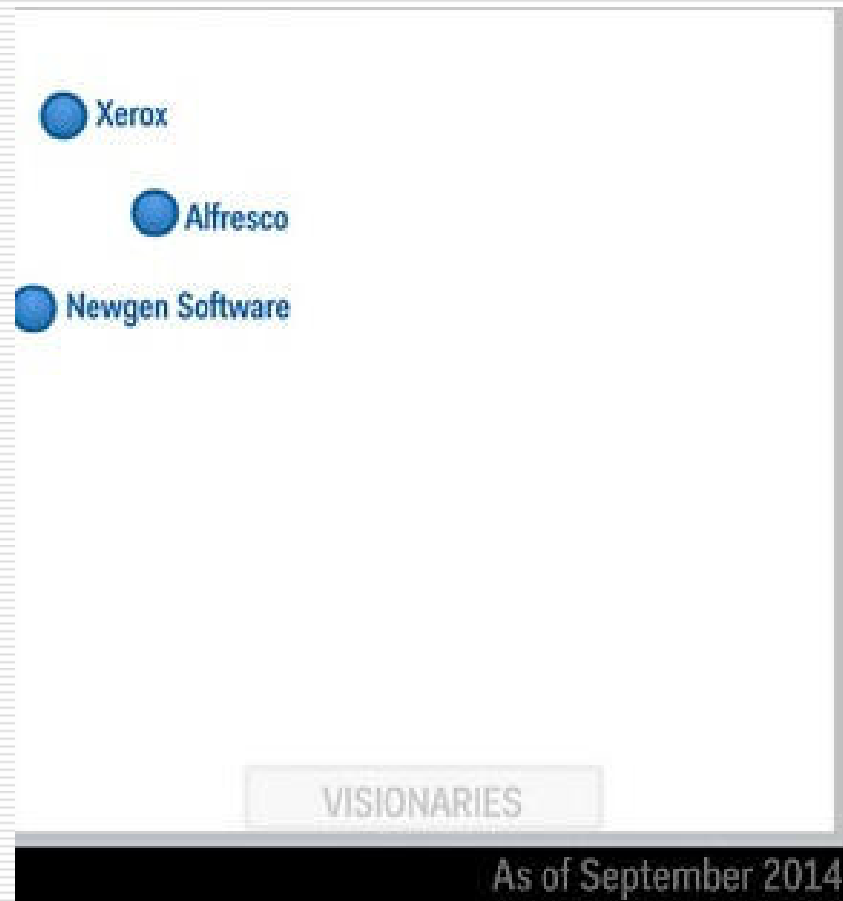 Xerox
Alfresco
Newgen Software
VISIONARIES
As of September 2014